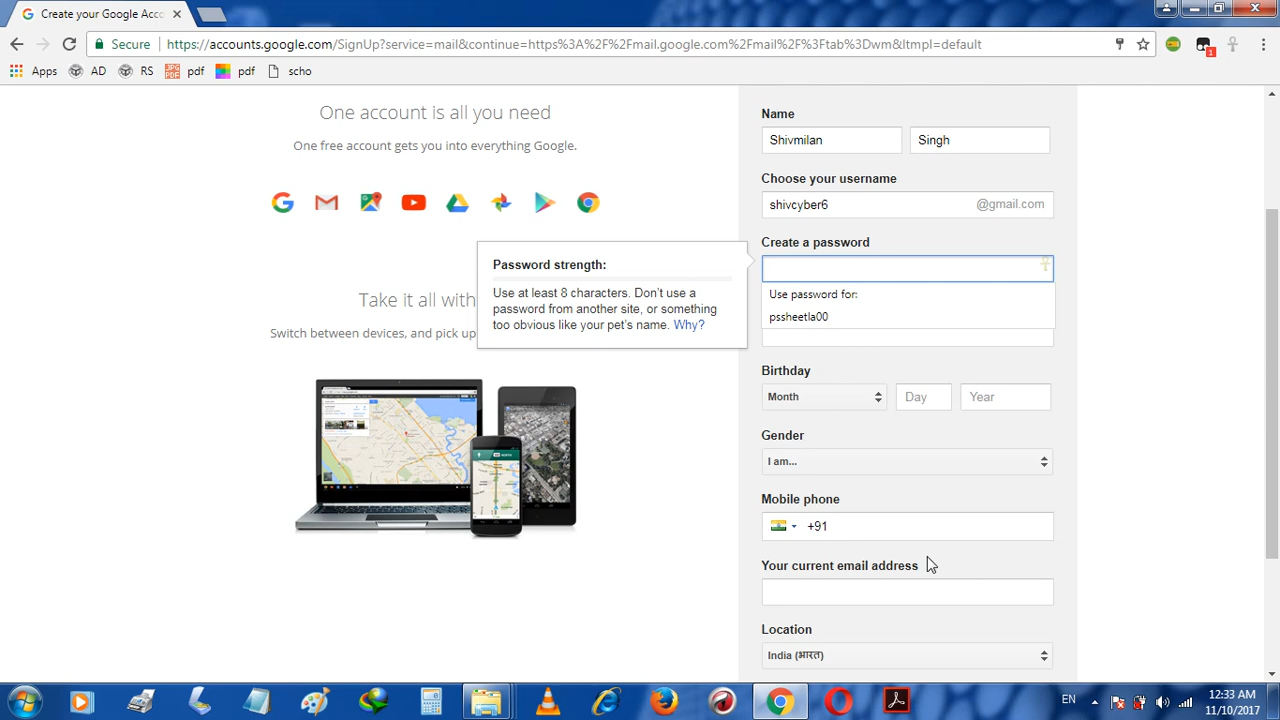 Create your Google Acco
Secure
https://accounts.google.com/SignUp?service=mail&continue=https%3A%2F%2Fmail.google.com%2Fmail%2F%3Ftab%3Dwm&ltmpl=default
1
Apps AD RS pdf pdf scho
One account is all you need
One free account gets you into everything Google.
Take it all with
Switch between devices, and pick up
Name
Shivmilan Singh
Choose your username
shivcyber6 @gmail.com
Create a password
Use password for:
pssheetla00
Password strength:
Use at least 8 characters. Don't use a
password from another site, or something
too obvious like your pet's name. Why?
Birthday
Month Day Year
Gender
I am...
Mobile phone
+91
Your current email address
Location
India (भारत)
EN
12:33 AM
11/10/2017